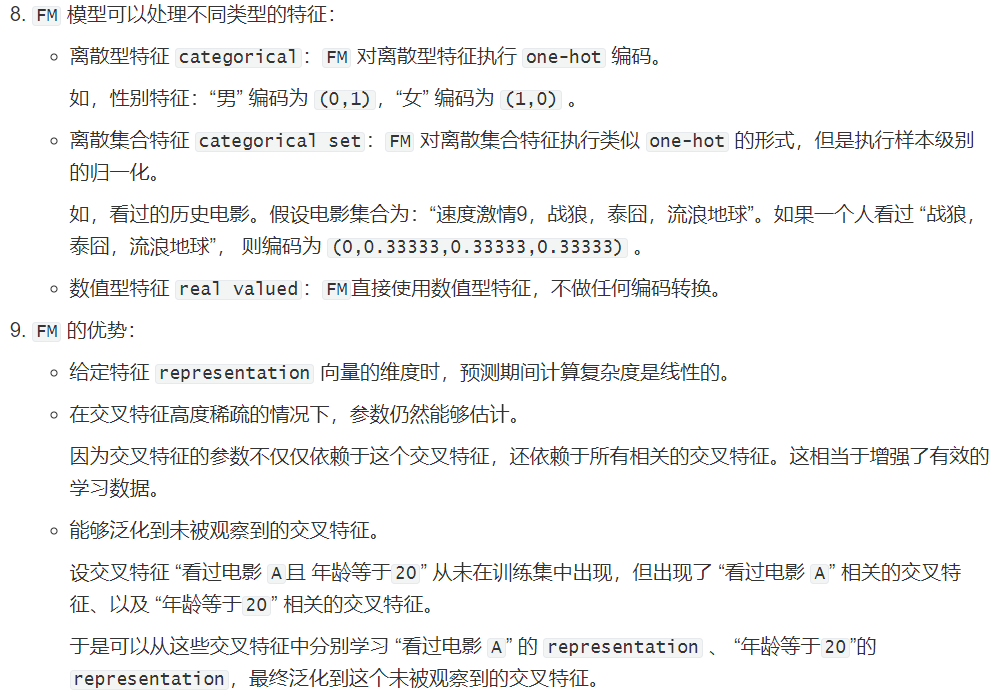 8. FM 模型可以处理不同类型的特征：
离散型特征 categorical： FM 对离散型特征执行 one-hot 编码。
如，性别特征：“男” 编码为 (0,1)，“女” 编码为 (1,0) 。
离散集合特征 categorical set： FM 对离散集合特征执行类似 one-hot 的形式，但是执行样本级别
的归一化。
如，看过的历史电影。假设电影集合为：“速度激情9，战狼，泰囧，流浪地球”。如果一个人看过 “战狼，
泰囧，流浪地球”， 则编码为 (0,0.33333,0.33333,0.33333) 。
数值型特征 real valued： FM直接使用数值型特征，不做任何编码转换。
9. FM 的优势：
给定特征 representation 向量的维度时，预测期间计算复杂度是线性的。
在交叉特征高度稀疏的情况下，参数仍然能够估计。
因为交叉特征的参数不仅仅依赖于这个交叉特征，还依赖于所有相关的交叉特征。这相当于增强了有效的
学习数据。
能够泛化到未被观察到的交叉特征。
设交叉特征 “看过电影 A且 年龄等于20” 从未在训练集中出现，但出现了 “看过电影 A” 相关的交叉特
征、以及 “年龄等于20” 相关的交叉特征。
于是可以从这些交叉特征中分别学习 “看过电影 A” 的 representation 、 “年龄等于20”的
representation，最终泛化到这个未被观察到的交叉特征。